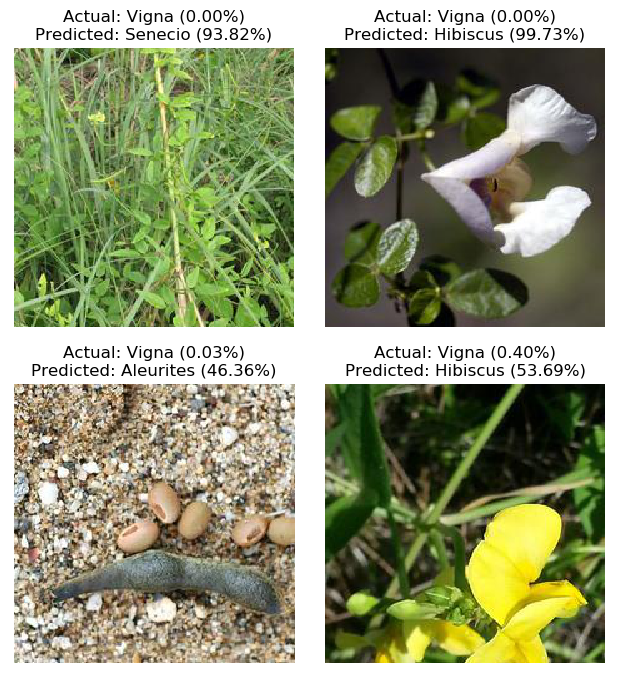 Actual: Vigna (0.00%)
Predicted: Senecio (93.82%)
Actual: Vigna (0.00%)
Predicted: Hibiscus (99.73%)
Actual: Vigna (0.03%)
Predicted: Aleurites (46.36%)
Actual: Vigna (0.40%)
Predicted: Hibiscus (53.69%)